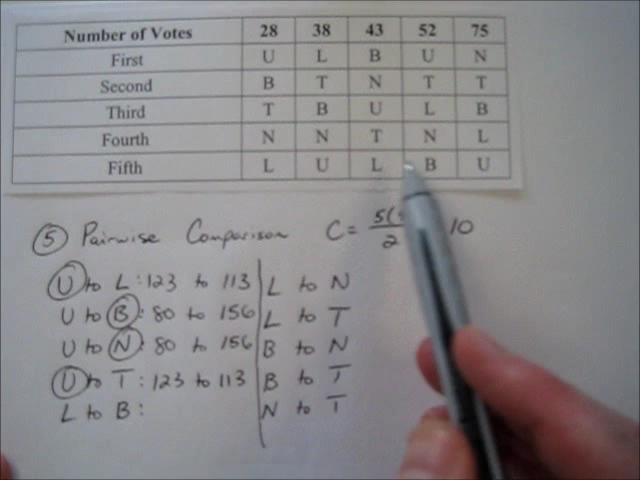 Number of Votes 28 38 43 52 75
First U L B U N
Second B T N T T
Third T B U L B
Fourth N N T N L
Fifth L U L B U
5 Pairwise Comparison C = 5( / 2 10
U to L : 123 to 113 L to N
U to B : 80 to 156 L to T
U to N : 80 to 156 B to N
U to T : 123 to 113 B to T
L to B : N to T